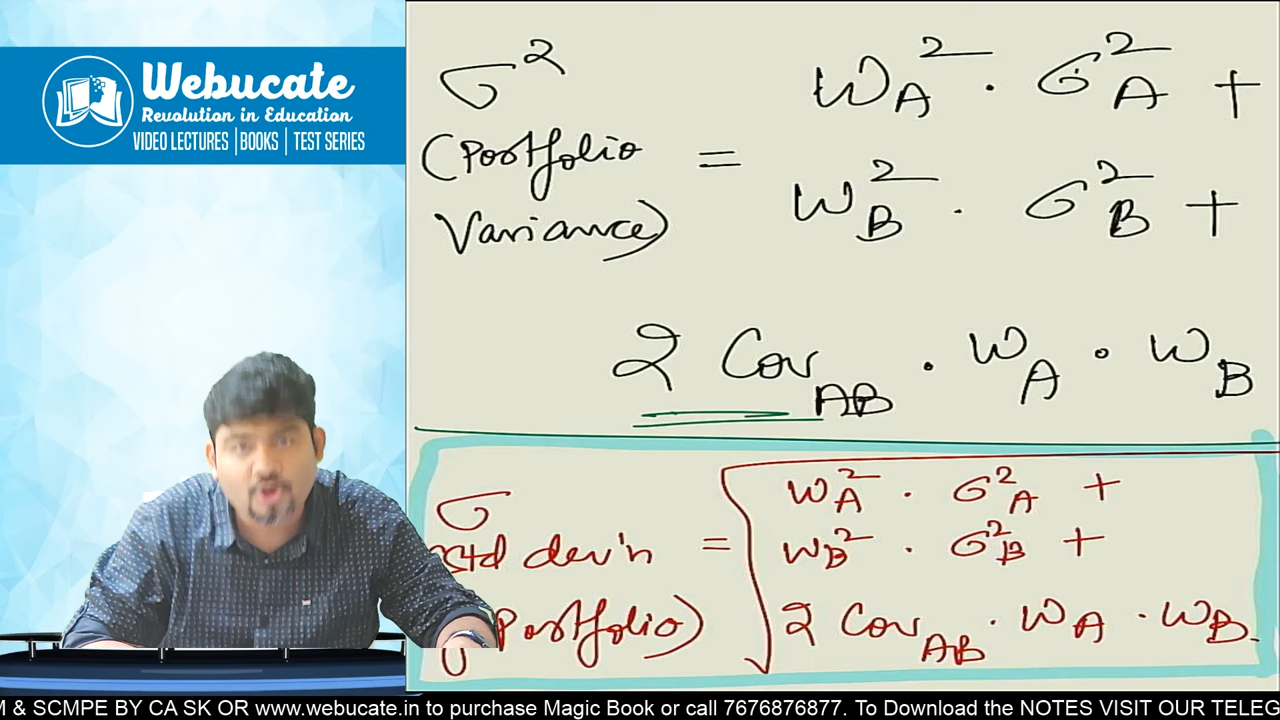 Webucate
Revolution in Education
VIDEO LECTURES | BOOKS | TEST SERIES
σ² (Portfolio Variance) = W_A² · σ_A² +
W_B² · σ_B² +
2 Cov_AB · W_A · W_B
σ Std dev'n (Portfolio) = √ W_A² · σ²_A +
W_B² · σ²_B +
2 Cov_AB · W_A · W_B.
M & SCMPE BY CA SK OR www.webucate.in to purchase Magic Book or call 7676876877. To Download the NOTES VISIT OUR TELEG